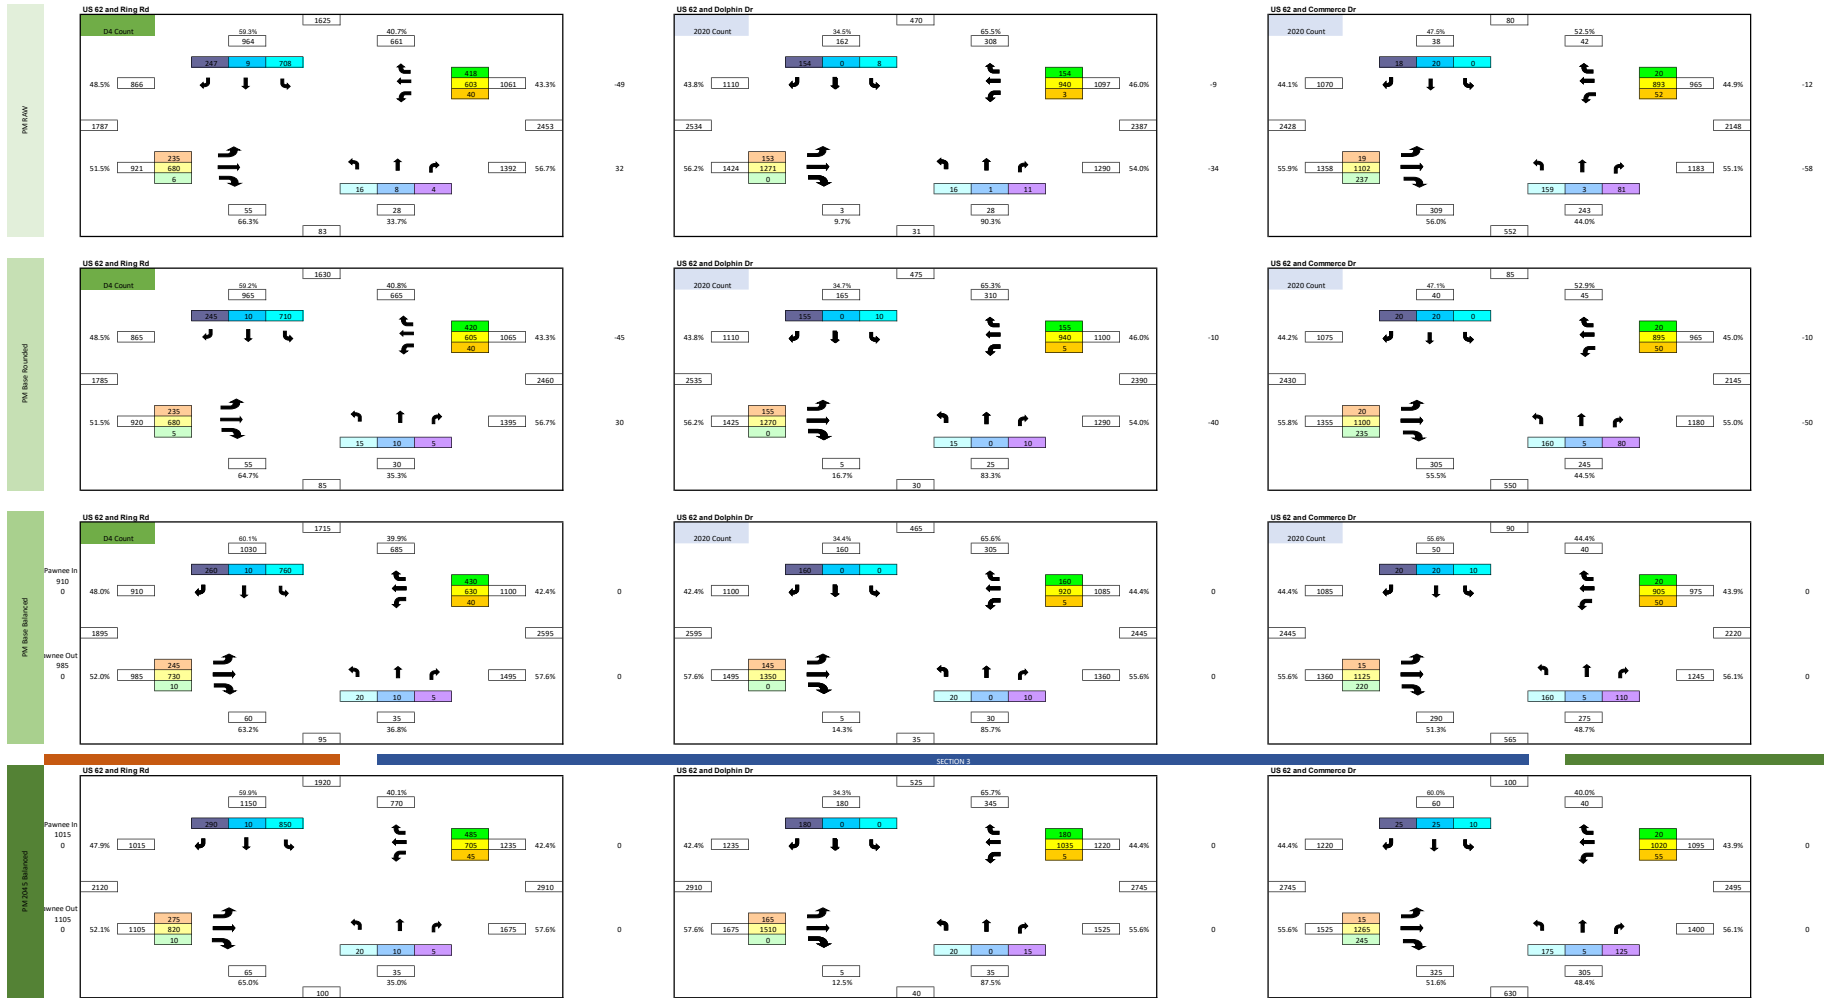 PM RAW
US 62 and Ring Rd US 62 and Dolphin Dr US 62 and Commerce Dr
1625 470 80
D4 Count 59.3% 40.7% 2020 Count 34.5% 65.5% 2020 Count 47.5% 52.5%
964 661 162 308 38 42
247 9 708 154 0 8 18 20 0
418 154 20
48.5% 866 603 1061 43.3% -49 43.8% 1110 940 1097 46.0% -9 44.1% 1070 893 965 44.9% -12
40 3 52
1787 2453 2534 2387 2428 2148
235 153 19
51.5% 921 680 1392 56.7% 32 56.2% 1424 1271 1290 54.0% -34 55.9% 1358 1102 1183 55.1% -58
6 0 237
16 8 4 16 1 11 159 3 81
55 28 3 28 309 243
66.3% 33.7% 9.7% 90.3% 56.0% 44.0%
83 31 552
PM Base Rounded
US 62 and Ring Rd US 62 and Dolphin Dr US 62 and Commerce Dr
1630 475 85
D4 Count 59.2% 40.8% 2020 Count 34.7% 65.3% 2020 Count 47.1% 52.9%
965 665 165 310 40 45
245 10 710 155 0 10 20 20 0
420 155 20
48.5% 865 605 1065 43.3% -45 43.8% 1110 940 1100 46.0% -10 44.2% 1075 895 965 45.0% -10
40 5 50
1785 2460 2535 2390 2430 2145
235 155 20
51.5% 920 680 1395 56.7% 30 56.2% 1425 1270 1290 54.0% -40 55.8% 1355 1100 1180 55.0% -50
5 0 235
15 10 5 15 0 10 160 5 80
55 30 5 25 305 245
64.7% 35.3% 16.7% 83.3% 55.5% 44.5%
85 30 550
PM Base Balanced
US 62 and Ring Rd US 62 and Dolphin Dr US 62 and Commerce Dr
1715 465 90
D4 Count 60.1% 39.9% 2020 Count 34.4% 65.6% 2020 Count 55.6% 44.4%
1030 685 160 305 50 40
Pawnee In 260 10 760 160 0 0 20 20 10
910 430 160 20
0 48.0% 910 630 1100 42.4% 0 42.4% 1100 920 1085 44.4% 0 44.4% 1085 905 975 43.9% 0
40 5 50
1895 2595 2595 2445 2445 2220
wnee Out
985 245 145 15
0 52.0% 985 730 1495 57.6% 0 57.6% 1495 1350 1360 55.6% 0 55.6% 1360 1125 1245 56.1% 0
10 0 220
20 10 5 20 0 10 160 5 110
60 35 5 30 290 275
63.2% 36.8% 14.3% 85.7% 51.3% 48.7%
95 35 565
SECTION 3
PM 2045 Balanced
US 62 and Ring Rd US 62 and Dolphin Dr US 62 and Commerce Dr
1920 525 100
59.9% 40.1% 34.3% 65.7% 60.0% 40.0%
1150 770 180 345 60 40
Pawnee In 290 10 850 180 0 0 25 25 10
1015 485 180 20
0 47.9% 1015 705 1235 42.4% 0 42.4% 1235 1035 1220 44.4% 0 44.4% 1220 1020 1095 43.9% 0
45 5 55
2120 2910 2910 2745 2745 2495
wnee Out
1105 275 165 15
0 52.1% 1105 820 1675 57.6% 0 57.6% 1675 1510 1525 55.6% 0 55.6% 1525 1265 1400 56.1% 0
10 0 245
20 10 5 20 0 15 175 5 125
65 35 5 35 325 305
65.0% 35.0% 12.5% 87.5% 51.6% 48.4%
100 40 630